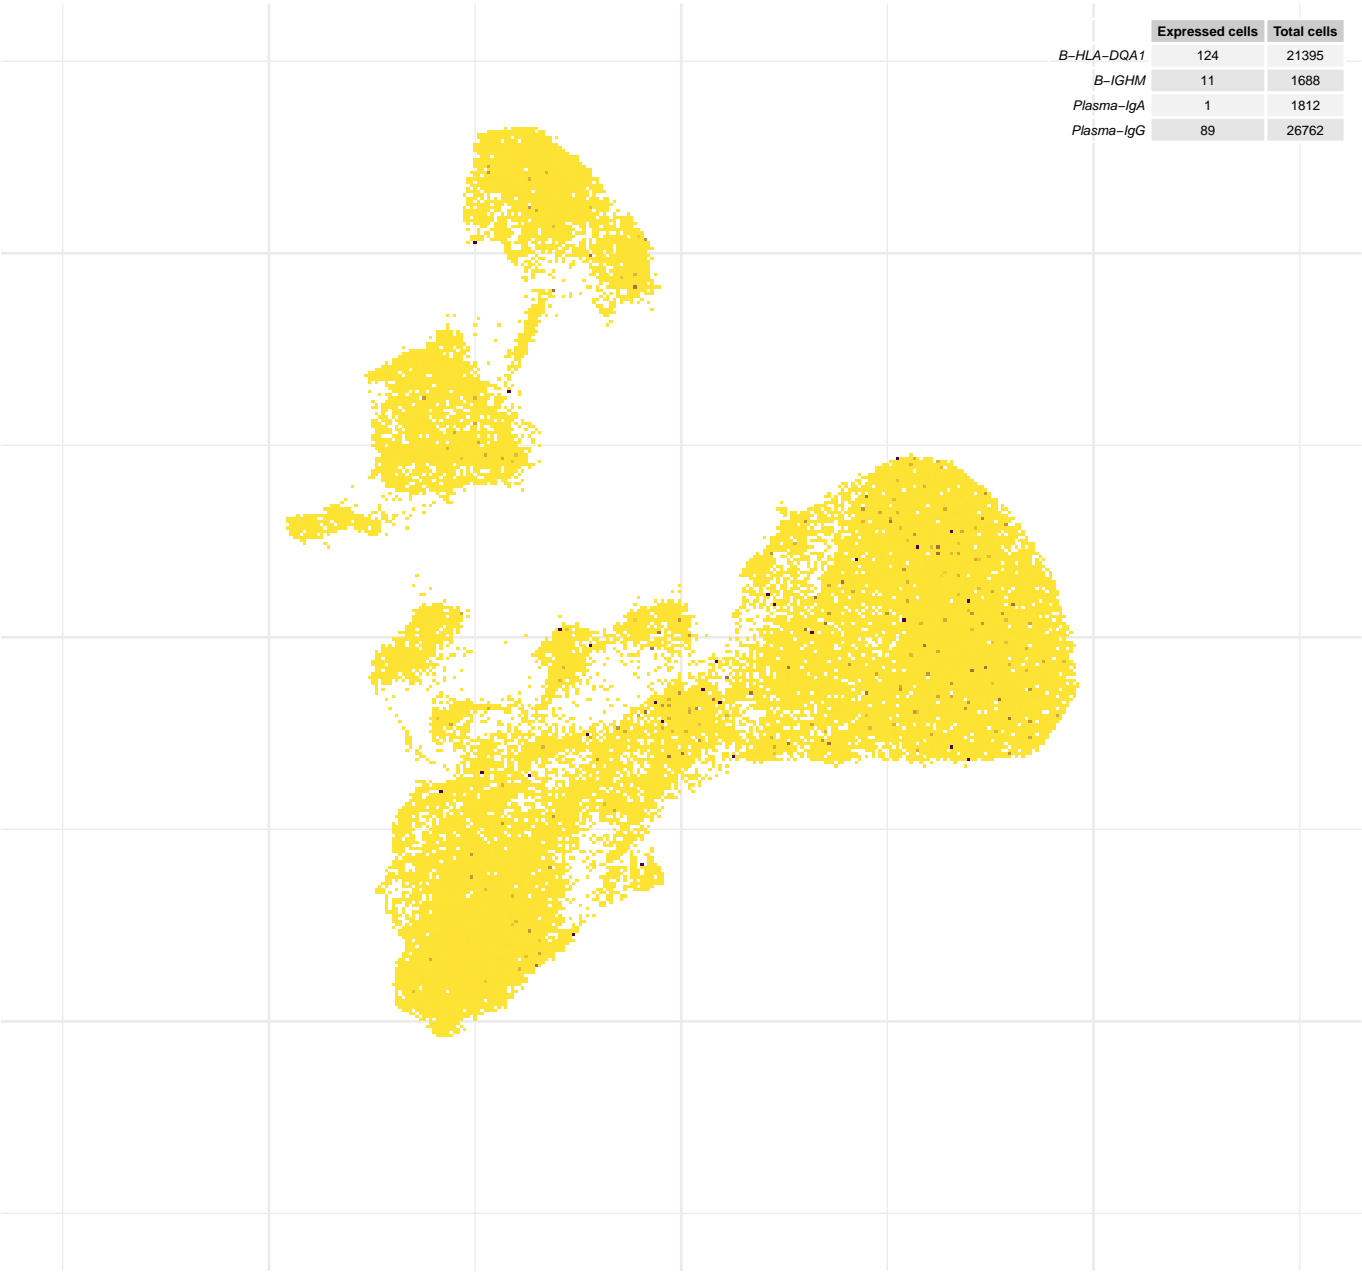 Expressed cells Total cells
B−HLA−DQA1 124 21395
B−IGHM 11 1688
Plasma−IgA 1 1812
Plasma−IgG 89 26762